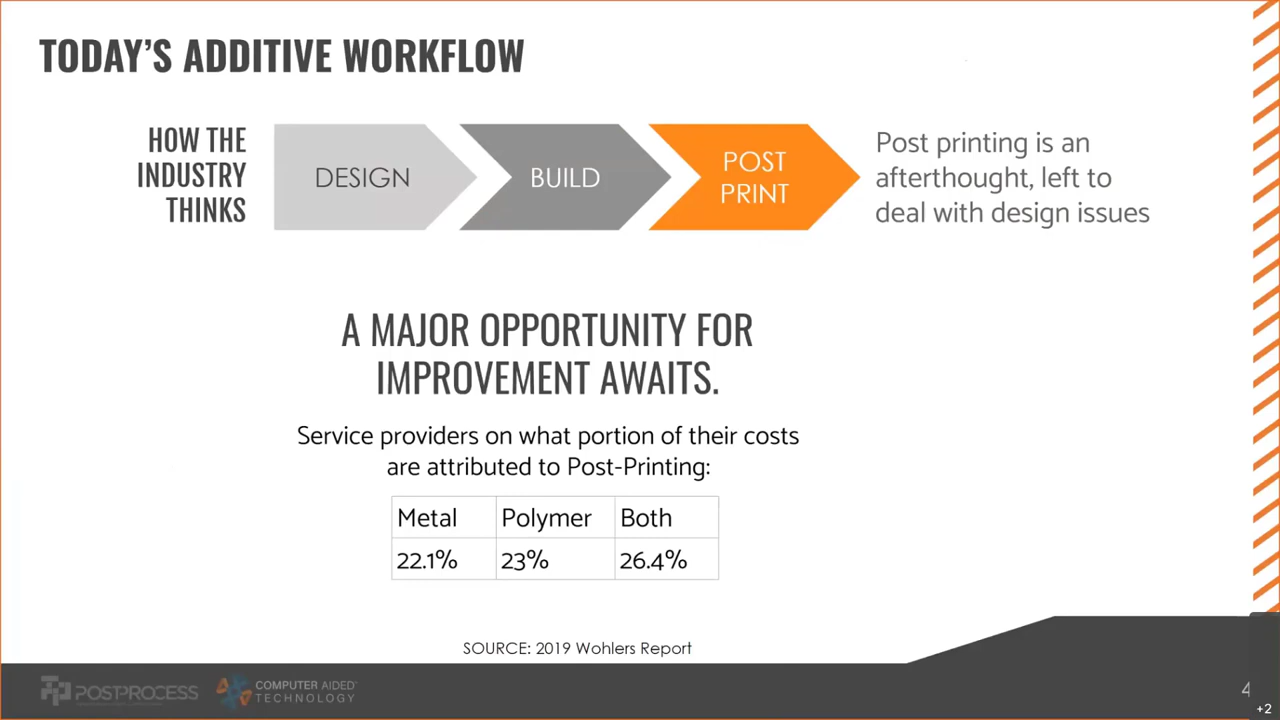 TODAY'S ADDITIVE WORKFLOW
HOW THE
INDUSTRY
THINKS
DESIGN
BUILD
POST
PRINT
Post printing is an
afterthought, left to
deal with design issues
A MAJOR OPPORTUNITY FOR
IMPROVEMENT AWAITS.
Service providers on what portion of their costs
are attributed to Post-Printing:
Metal Polymer Both
22.1% 23% 26.4%
SOURCE: 2019 Wohlers Report
POSTPROCESS
COMPUTER AIDED
TECHNOLOGY
4
+2